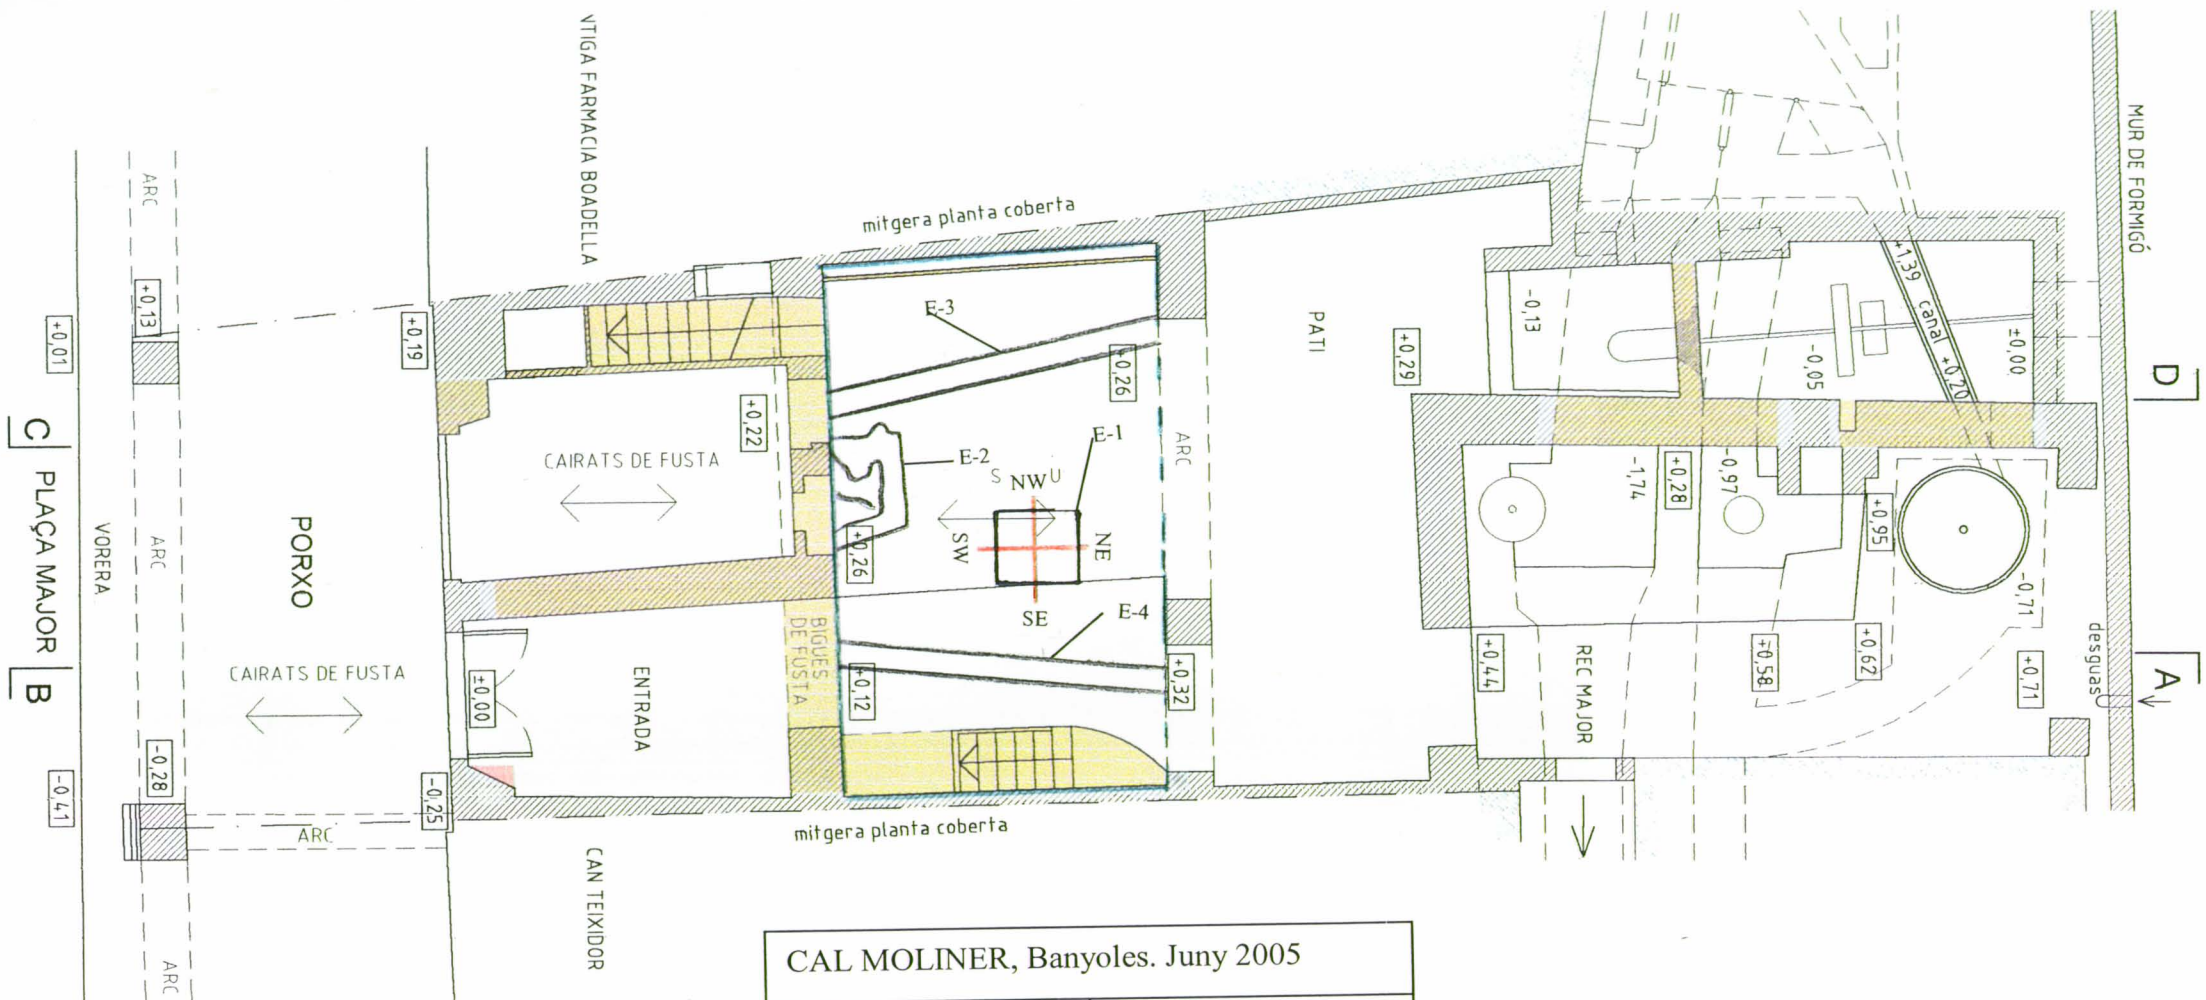 VTIGA FARMACIA BOADELLA
MUR DE FORMIGÓ
mitgera planta coberta
ARC
+0,13
+0,01
+0,19
E-3
+0,26
PATI
+0,29
-0,13
+1,39 canal +0,20
±0,00
-0,05
D
C
PLAÇA MAJOR
VORERA
ARC
PORXO
CAIRATS DE FUSTA
+0,22
E-2
E-1
ARC
S
U
NW
SW
NE
SE
+0,26
-1,74
+0,28
-0,97
+0,95
-0,71
E-4
BIGUES
DE FUSTA
ENTRADA
CAIRATS DE FUSTA
±0,00
+0,12
+0,32
+0,44
REC MAJOR
+0,58
+0,62
+0,71
desguas
A
B
-0,28
-0,41
-0,25
ARC
mitgera planta coberta
CAN TEIXIDOR
ARC
CAL MOLINER, Banyoles. Juny 2005